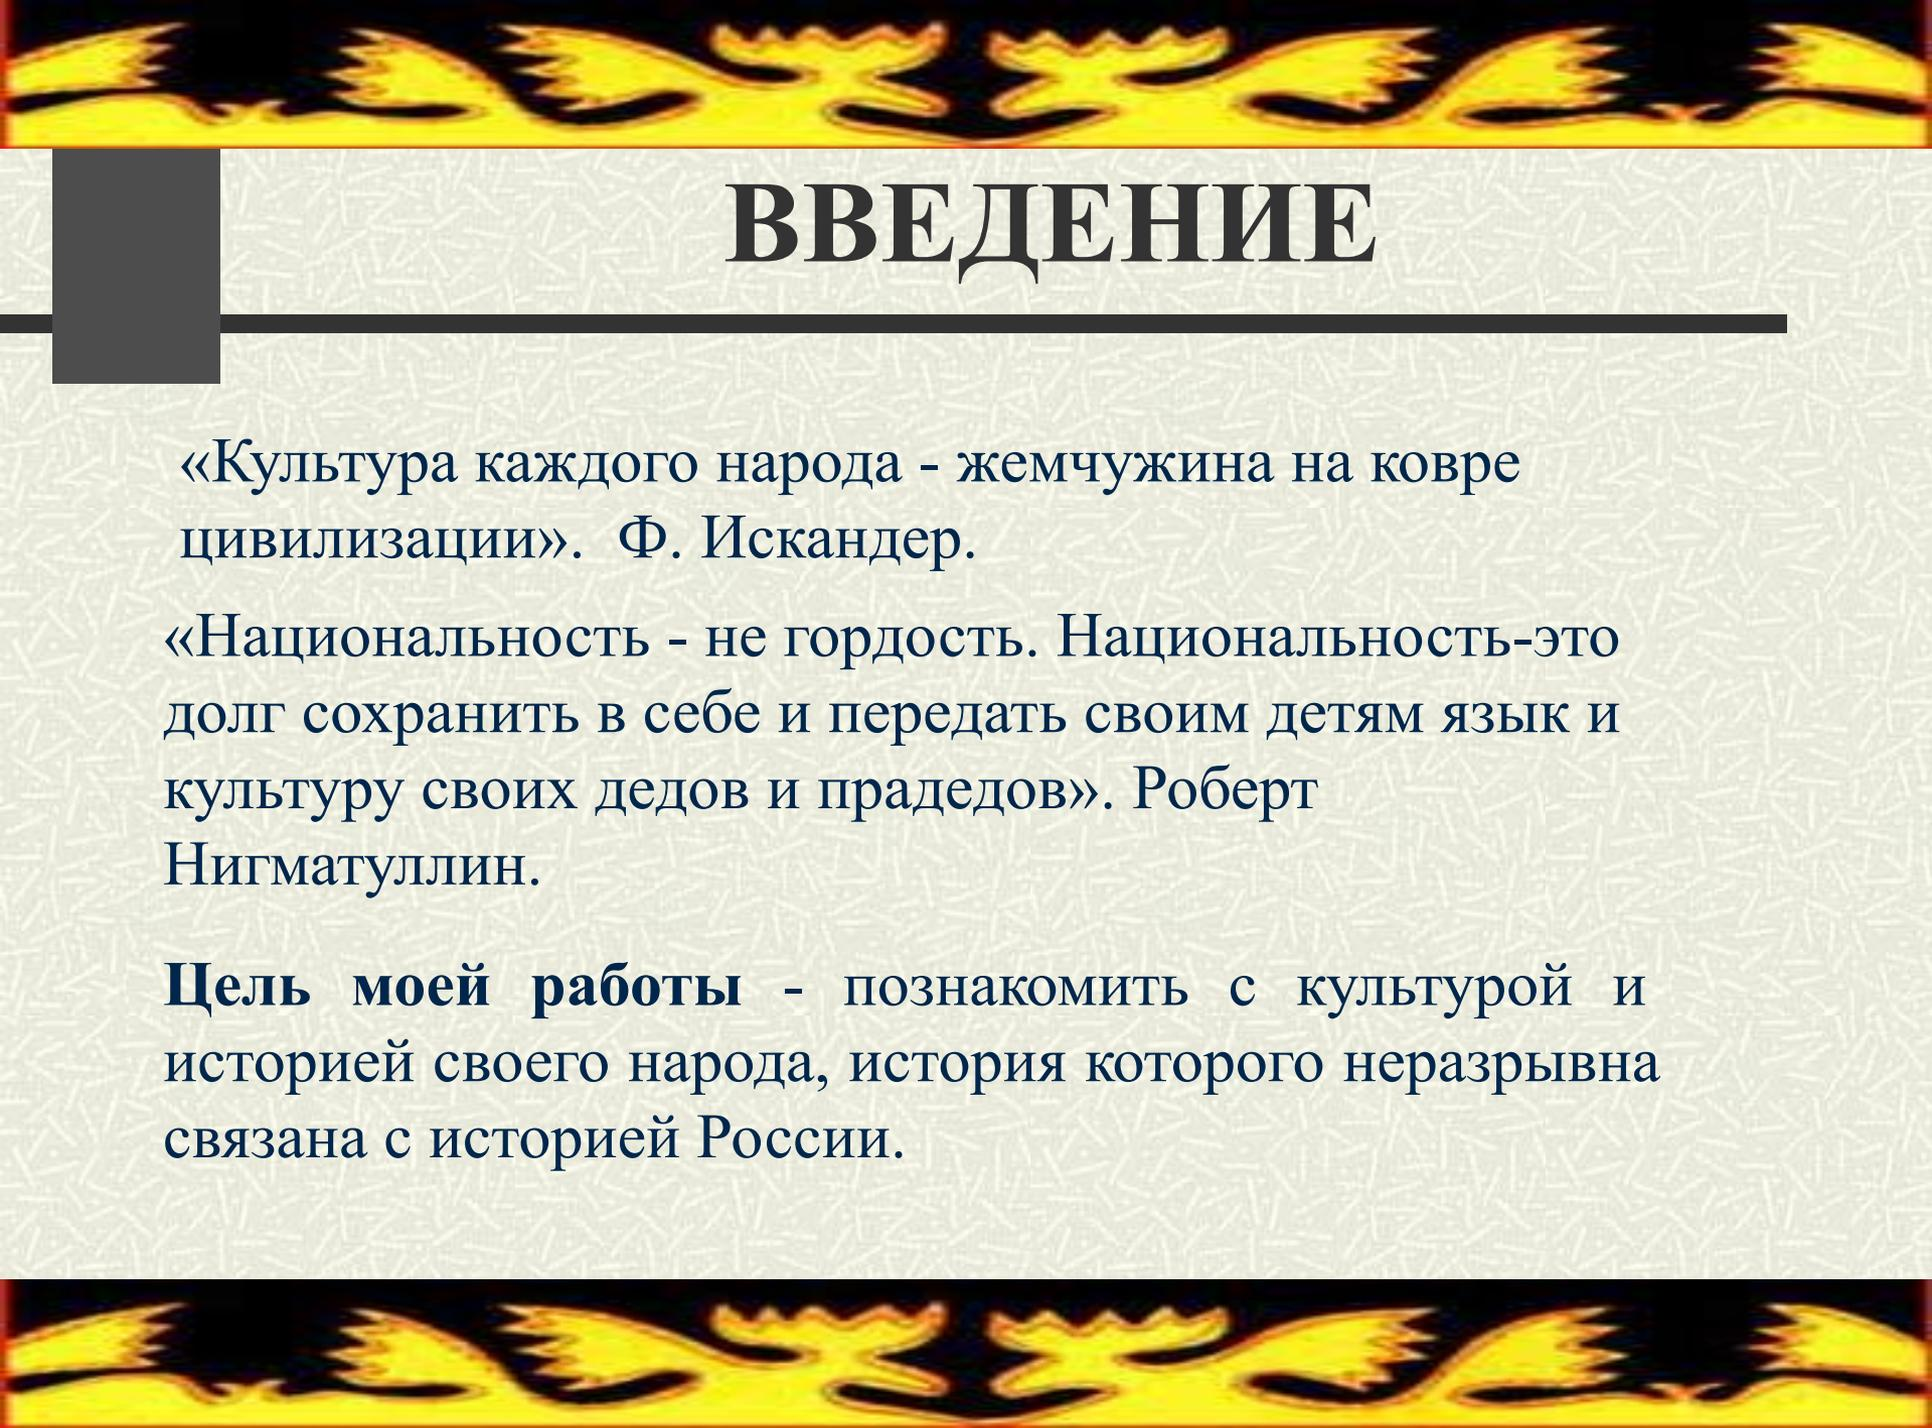 ВВЕДЕНИЕ
«Культура каждого народа - жемчужина на ковре
цивилизации».  Ф. Искандер.
«Национальность - не гордость. Национальность-это
долг сохранить в себе и передать своим детям язык и
культуру своих дедов и прадедов». Роберт
Нигматуллин.
Цель моей работы - познакомить с культурой и
историей своего народа, история которого неразрывна
связана с историей России.